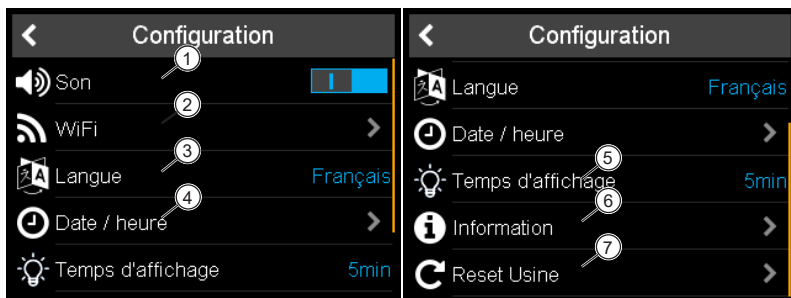 Configuration
1
Son
2
WiFi
3
Langue Français
4
Date / heure
Temps d'affichage 5min
Configuration
Langue Français
Date / heure
5
Temps d'affichage 5min
6
Information
7
Reset Usine